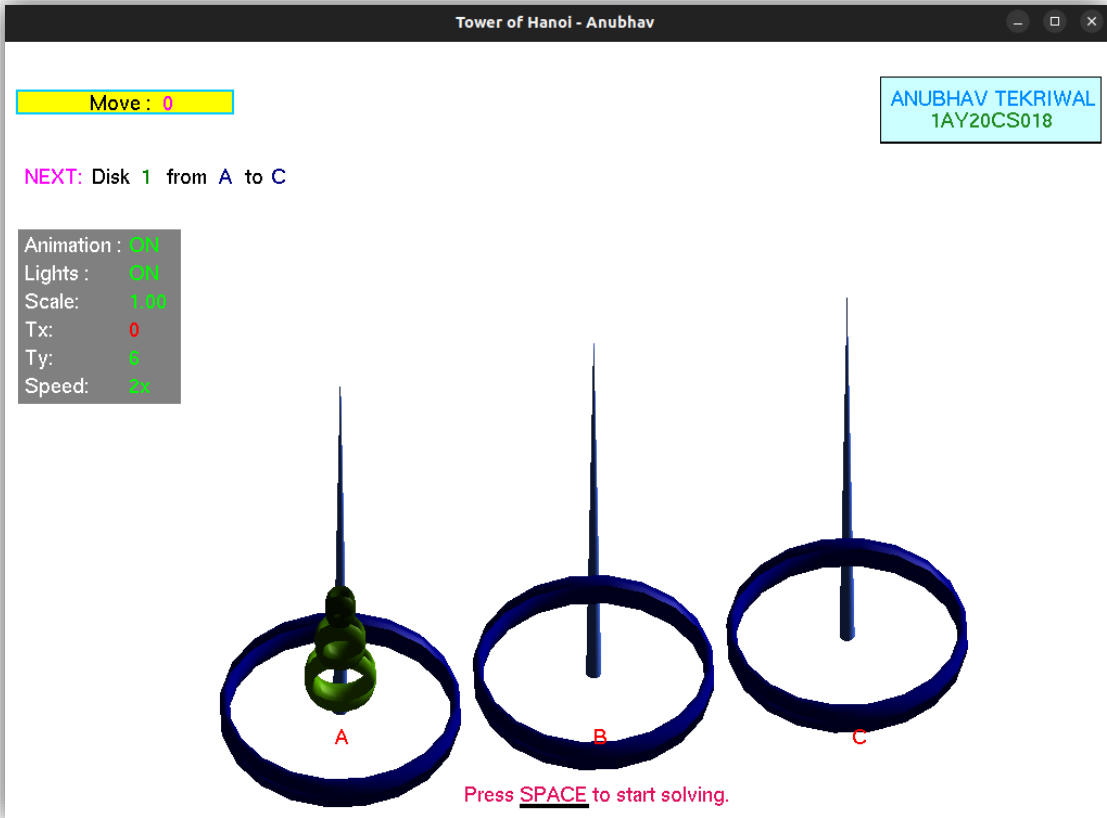 Tower of Hanoi - Anubhav
Move : 0
ANUBHAV TEKRIWAL
1AY20CS018
NEXT: Disk 1 from A to C
Animation : ON
Lights : ON
Scale: 1.00
Tx: 0
Ty: 6
Speed: 2x
A
B
C
Press SPACE to start solving.